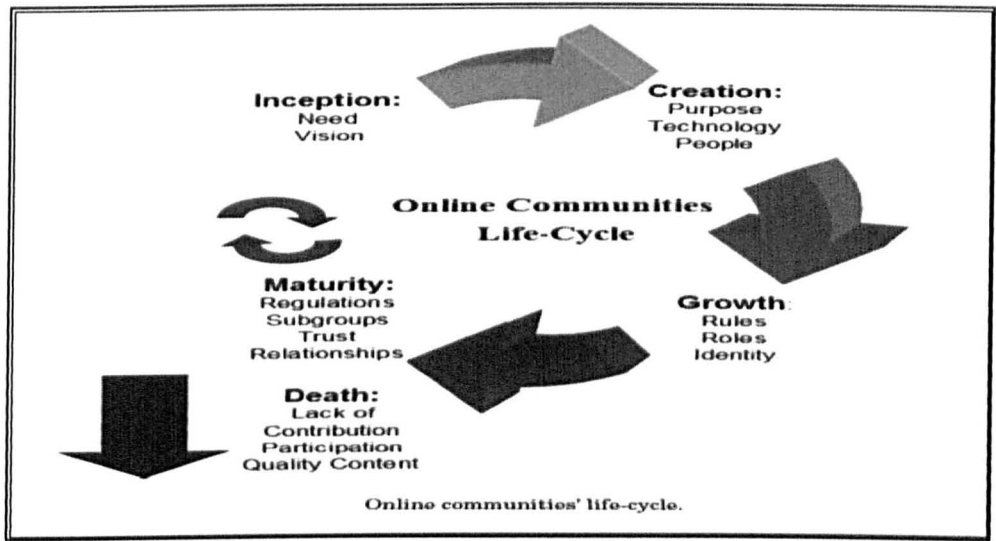 Inception:
Need
Vision
Creation:
Purpose
Technology
People
Online Communities
Life-Cycle
Maturity:
Regulations
Subgroups
Trust
Relationships
Growth:
Rules
Roles
Identity
Death:
Lack of
Contribution
Participation
Quality Content
Online communities' life-cycle.